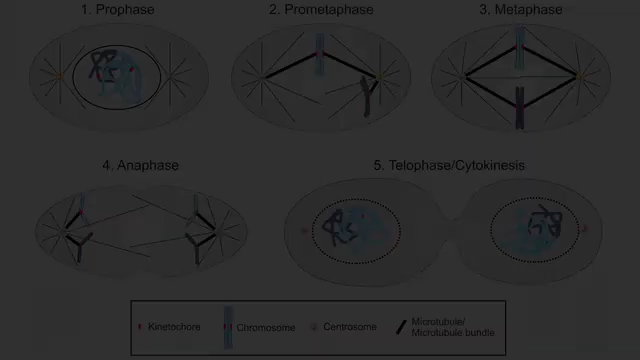 1. Prophase
2. Prometaphase
3. Metaphase
4. Anaphase
5. Telophase/Cytokinesis
Kinetochore
Chromosome
Centrosome
Microtubule/
Microtubule bundle